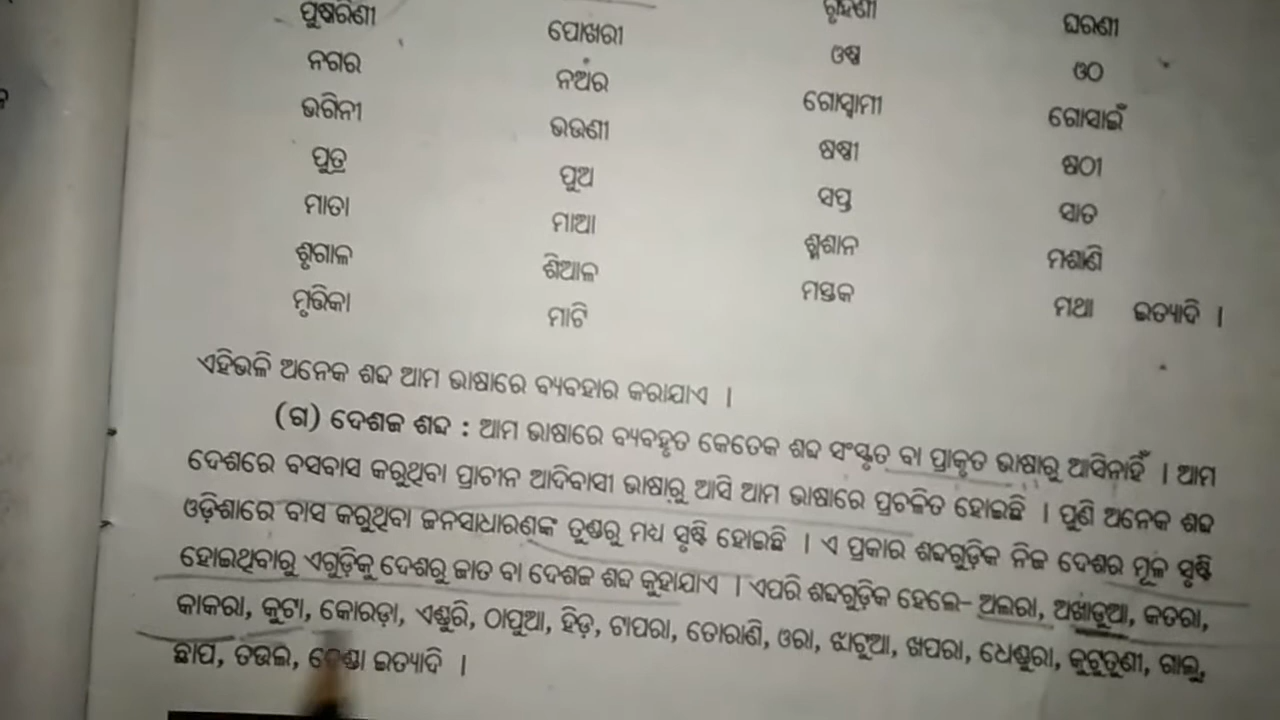 ପୁଷ୍କରିଣୀ ପୋଖରୀ ଗୃହିଣୀ ଘରଣୀ
ନଗର ନଅର ଓଷ୍ଠ ଓଠ
ଭଗିନୀ ଭଉଣୀ ଗୋସ୍ୱାମୀ ଗୋସାଇଁ
ପୁତ୍ର ପୁଅ ଷଷ୍ଠୀ ଷଠୀ
ମାତା ମାଆ ସପ୍ତ ସାତ
ଶୃଗାଳ ଶିଆଳ ଶ୍ମଶାନ ମଶାଣି
ମୃତ୍ତିକା ମାଟି ମସ୍ତକ ମଥା ଇତ୍ୟାଦି ।
ଏହିଭଳି ଅନେକ ଶବ୍ଦ ଆମ ଭାଷାରେ ବ୍ୟବହାର କରାଯାଏ ।
(ଗ) ଦେଶଜ ଶବ୍ଦ : ଆମ ଭାଷାରେ ବ୍ୟବହୃତ କେତେକ ଶବ୍ଦ ସଂସ୍କୃତ ବା ପ୍ରାକୃତ ଭାଷାରୁ ଆସିନାହିଁ । ଆମ
ଦେଶରେ ବସବାସ କରୁଥିବା ପ୍ରାଚୀନ ଆଦିବାସୀ ଭାଷାରୁ ଆସି ଆମ ଭାଷାରେ ପ୍ରଚଳିତ ହୋଇଛି । ପୁଣି ଅନେକ ଶବ୍ଦ
ଓଡ଼ିଶାରେ ବାସ କରୁଥିବା ଜନସାଧାରଣଙ୍କ ତୁଣ୍ଡରୁ ମଧ୍ୟ ସୃଷ୍ଟି ହୋଇଛି । ଏ ପ୍ରକାର ଶବ୍ଦଗୁଡ଼ିକ ନିଜ ଦେଶର ମୂଳ ସୃଷ୍ଟି
ହୋଇଥିବାରୁ ଏଗୁଡ଼ିକୁ ଦେଶରୁ ଜାତ ବା ଦେଶଜ ଶବ୍ଦ କୁହାଯାଏ । ଏପରି ଶବ୍ଦଗୁଡ଼ିକ ହେଲେ- ଅଲରା, ଅଖାଡୁଆ, କତରା,
କାକରା, କୁଟା, କୋରଡ଼ା, ଏଣ୍ଡୁରି, ଠାପୁଆ, ହିଡ଼, ଟାପରା, ତୋରାଣି, ଓରା, ଝାଟୁଆ, ଖପରା, ଧେଣ୍ଡୁରା, କୁଟୁତୁଣୀ, ଗାଲୁ,
ଛାପ, ତଉଲ, ଇତ୍ୟାଦି ।